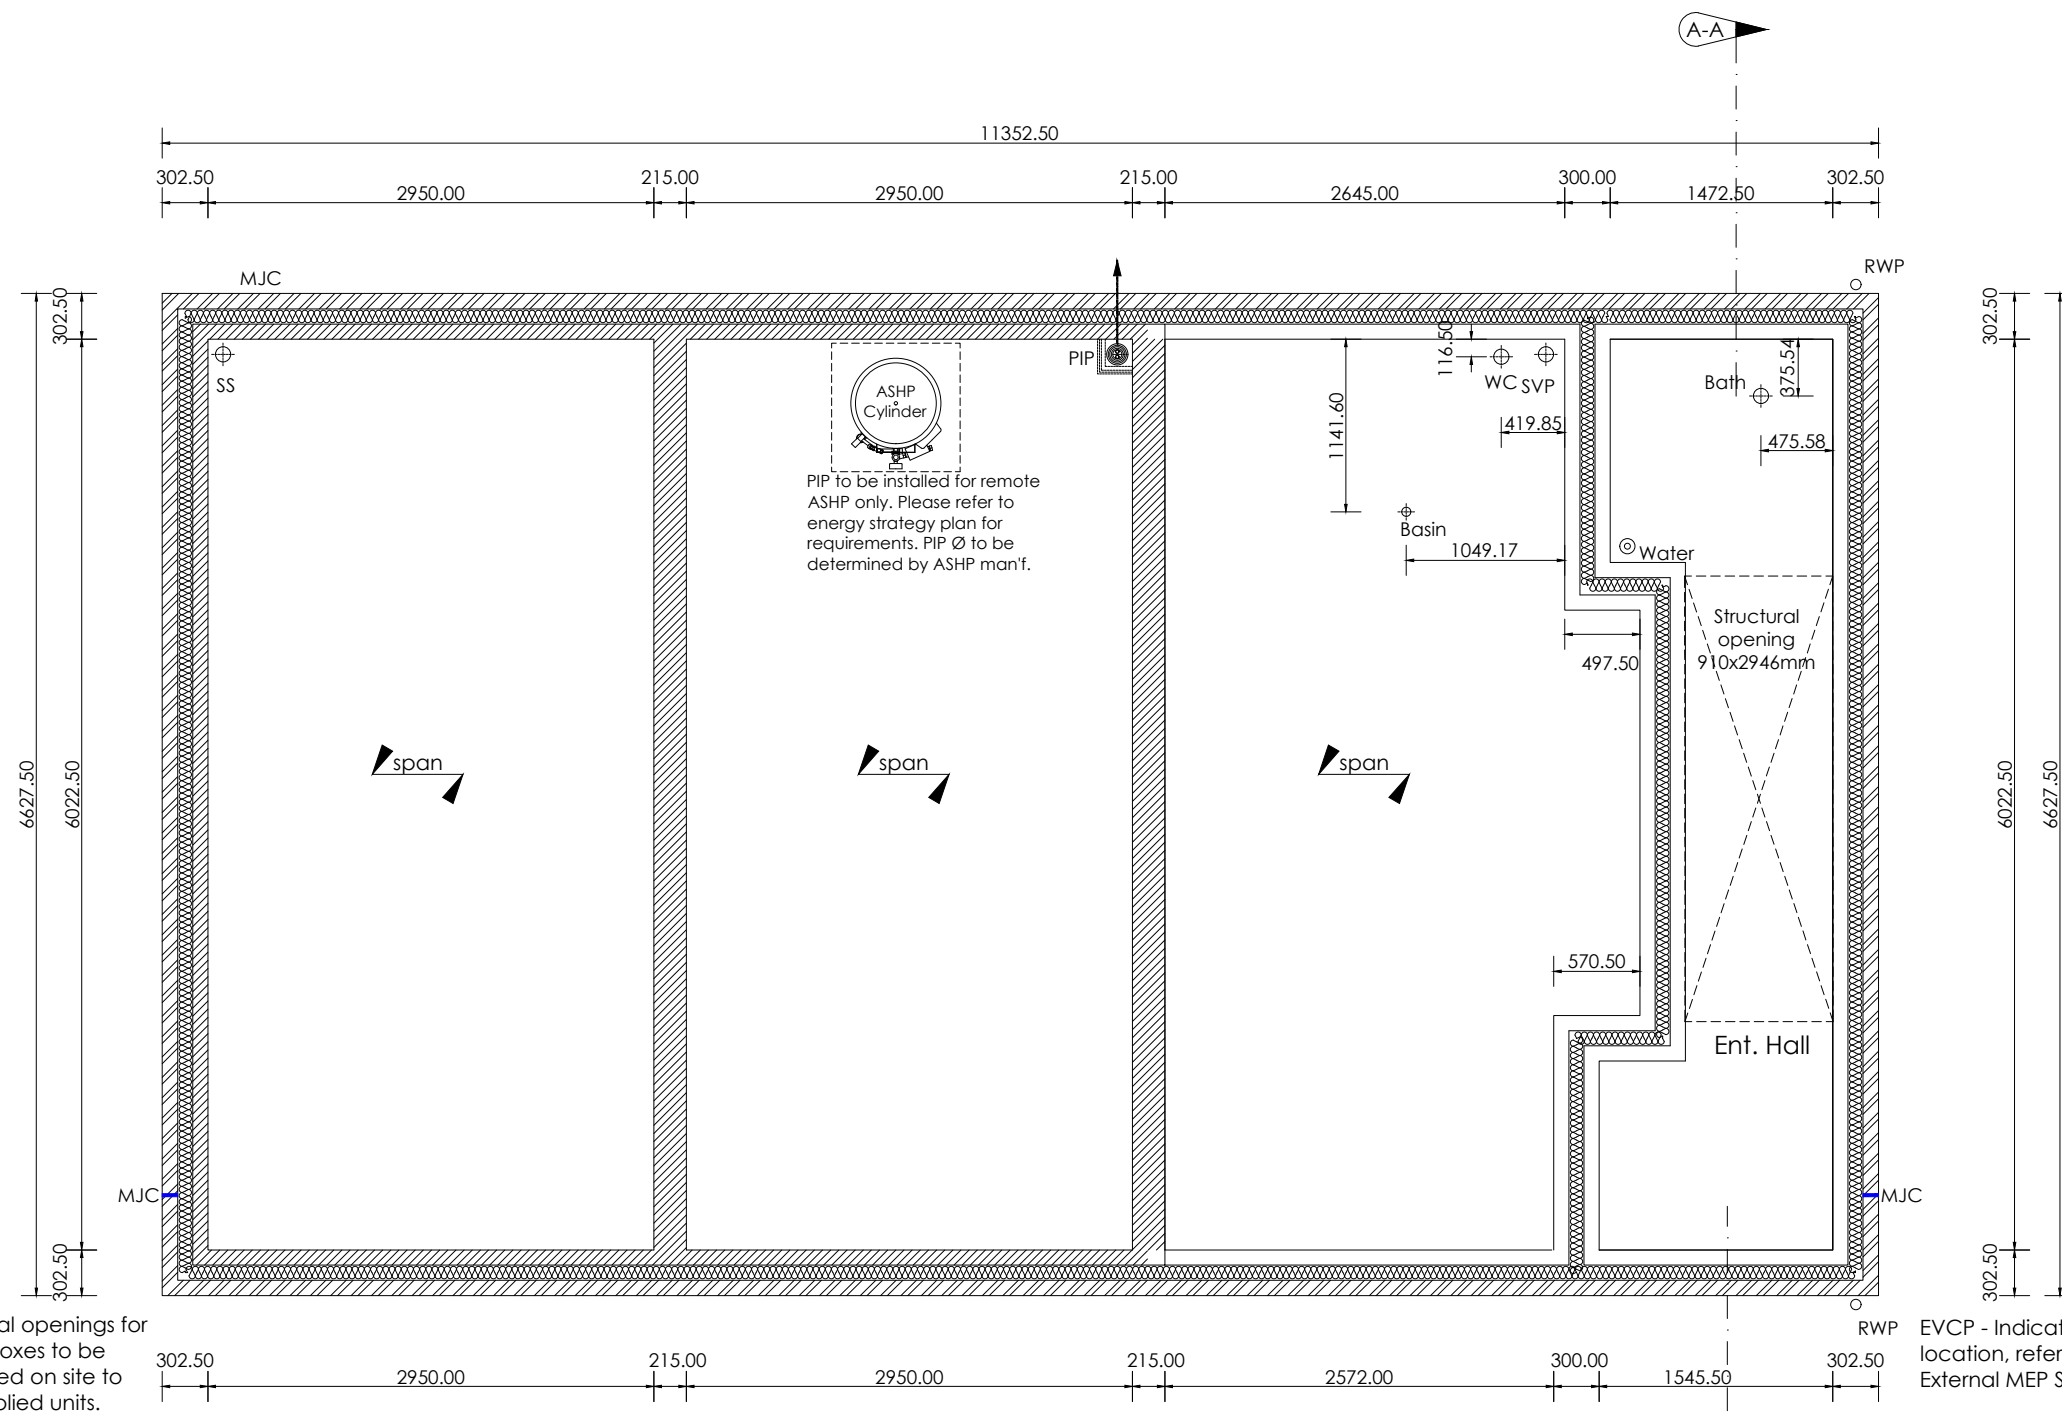 A-A
11352.50
302.50
2950.00
215.00
2950.00
215.00
2645.00
300.00
1472.50
302.50
MJC
RWP
302.50
302.50
SS
PIP
ASHP
Cylinder
116.50
WC
SVP
Bath
375.54
1141.60
419.85
475.58
PIP to be installed for remote
ASHP only. Please refer to
energy strategy plan for
requirements. PIP Ø to be
determined by ASHP man'f.
Basin
1049.17
Water
Structural
opening
910x2946mm
497.50
span
span
span
6627.50
6022.50
6022.50
6627.50
570.50
Ent. Hall
MJC
MJC
302.50
302.50
openings for
to be
on site to
units.
RWP
EVCP -
location, refer
External MEP
302.50
2950.00
215.00
2950.00
215.00
2572.00
300.00
1545.50
302.50